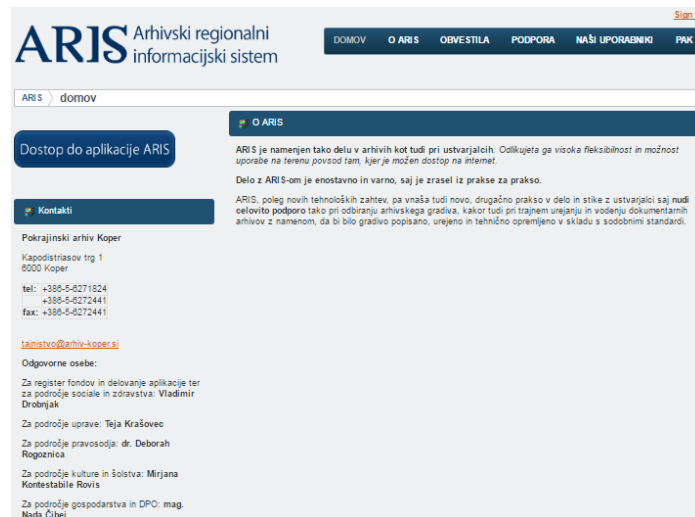 Sign
ARIS Arhivski regionalni
informacijski sistem
DOMOV O ARIS OBVESTILA PODPORA NAŠI UPORABNIKI PAK
ARIS domov
Dostop do aplikacije ARIS
O ARIS
ARIS je namenjen tako delu v arhivih kot tudi pri ustvarjalcih. Odlikujeta ga visoka fleksibilnost in možnost
uporabe na terenu povsod tam, kjer je možen dostop na internet.
Delo z ARIS-om je enostavno in varno, saj je zrasel iz prakse za prakso.
ARIS, poleg novih tehnoloških zahtev, pa vnaša tudi novo, drugačno prakso v delo in stike z ustvarjalci saj nudi
celovito podporo tako pri odbiranju arhivskega gradiva, kakor tudi pri trajnem urejanju in vodenju dokumentarnih
arhivov z namenom, da bi bilo gradivo popisano, urejeno in tehnično opremljeno v skladu s sodobnimi standardi.
Kontakti
Pokrajinski arhiv Koper
Kapodistriasov trg 1
6000 Koper
tel: +386-5-6271824
+386-5-6272441
fax: +386-5-6272441
tajnistvo@arhiv-koper.si
Odgovorne osebe:
Za register fondov in delovanje aplikacije ter
za področje sociale in zdravstva: Vladimir
Drobnjak
Za področje uprave: Teja Krašovec
Za področje pravosodja: dr. Deborah
Rogoznica
Za področje kulture in šolstva: Mirjana
Kontestabile Rovis
Za področje gospodarstva in DPO: mag.
Nada Čibej